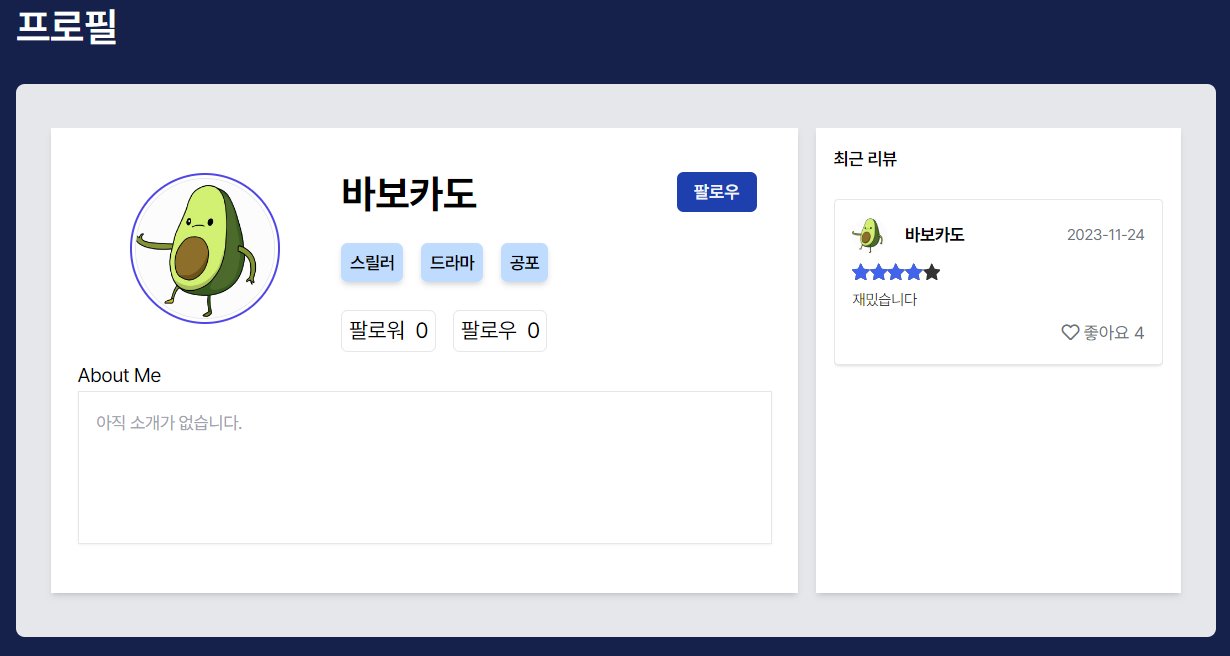 프로필
바보카도
팔로우
스릴러 드라마 공포
팔로워 0 팔로우 0
About Me
아직 소개가 없습니다.
최근 리뷰
바보카도 2023-11-24
재밌습니다
좋아요 4